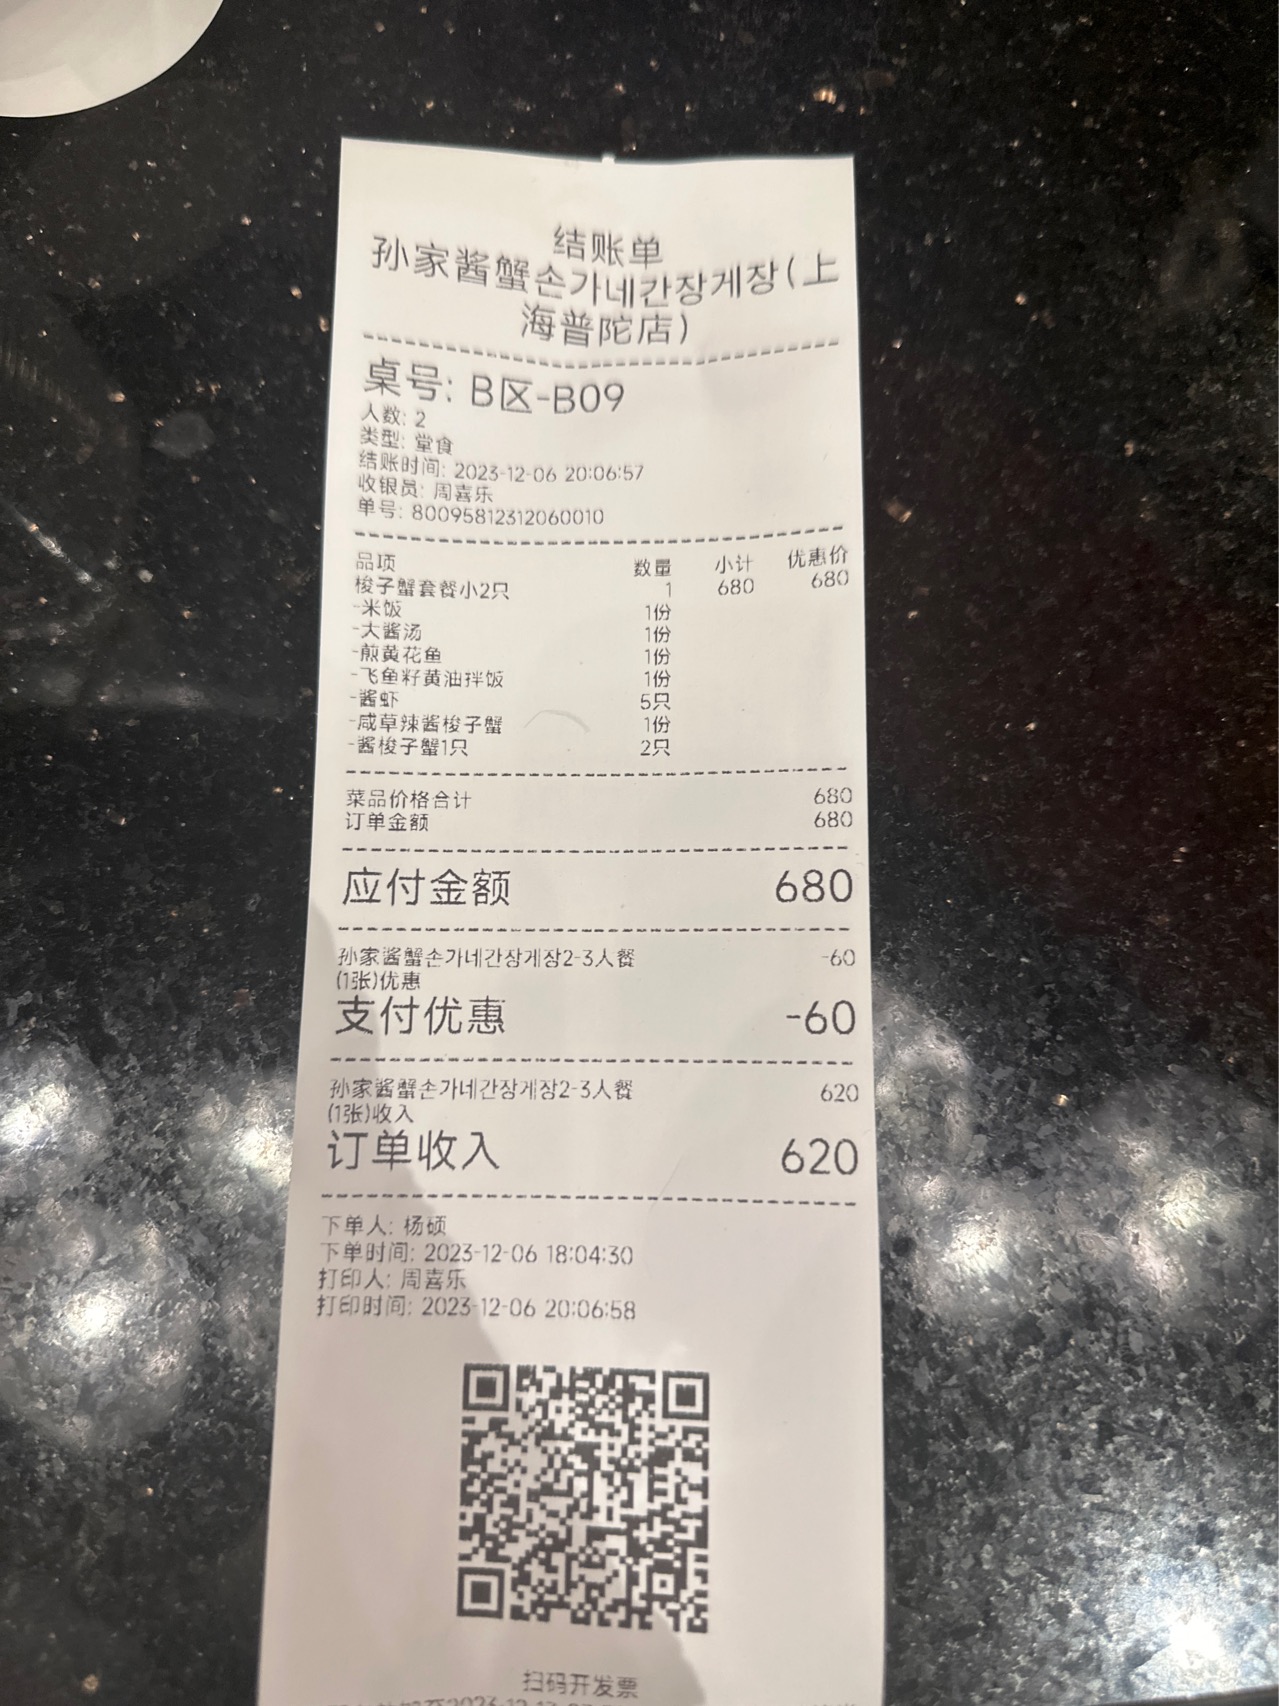 结账单
孙家酱蟹손가네간장게장(上
海普陀店)
桌号: B区-B09
人数: 2
类型: 堂食
结账时间: 2023-12-06 20:06:57
收银员: 周喜乐
单号: 80095812312060010
品项 数量 小计 优惠价
梭子蟹套餐小2只 1 680 680
-米饭 1份
-大酱汤 1份
-煎黄花鱼 1份
-飞鱼籽黄油拌饭 1份
-酱虾 5只
-咸草辣酱梭子蟹 1份
-酱梭子蟹1只 2只
菜品价格合计 680
订单金额 680
应付金额 680
孙家酱蟹손가네간장게장2-3人餐 -60
(1张)优惠
支付优惠 -60
孙家酱蟹손가네간장게장2-3人餐 620
(1张)收入
订单收入 620
下单人: 杨硕
下单时间: 2023-12-06 18:04:30
打印人: 周喜乐
打印时间: 2023-12-06 20:06:58
扫码开发票